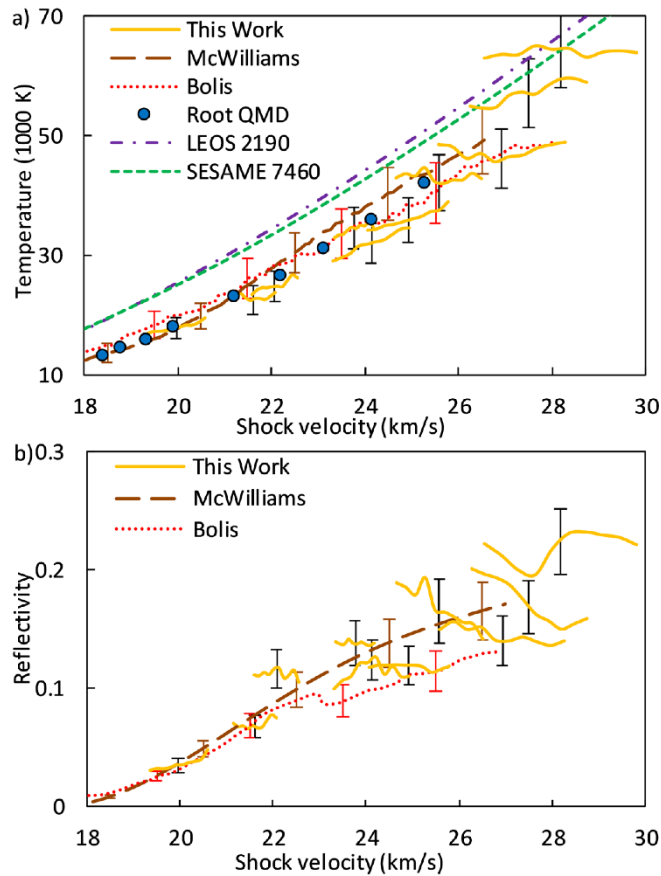 a)
70
50
30
10
Temperature (1000 K)
This Work
McWilliams
Bolis
Root QMD
LEOS 2190
SESAME 7460
18 20 22 24 26 28 30
Shock velocity (km/s)
b)
0.3
0.2
0.1
0
Reflectivity
This Work
McWilliams
Bolis
18 20 22 24 26 28 30
Shock velocity (km/s)